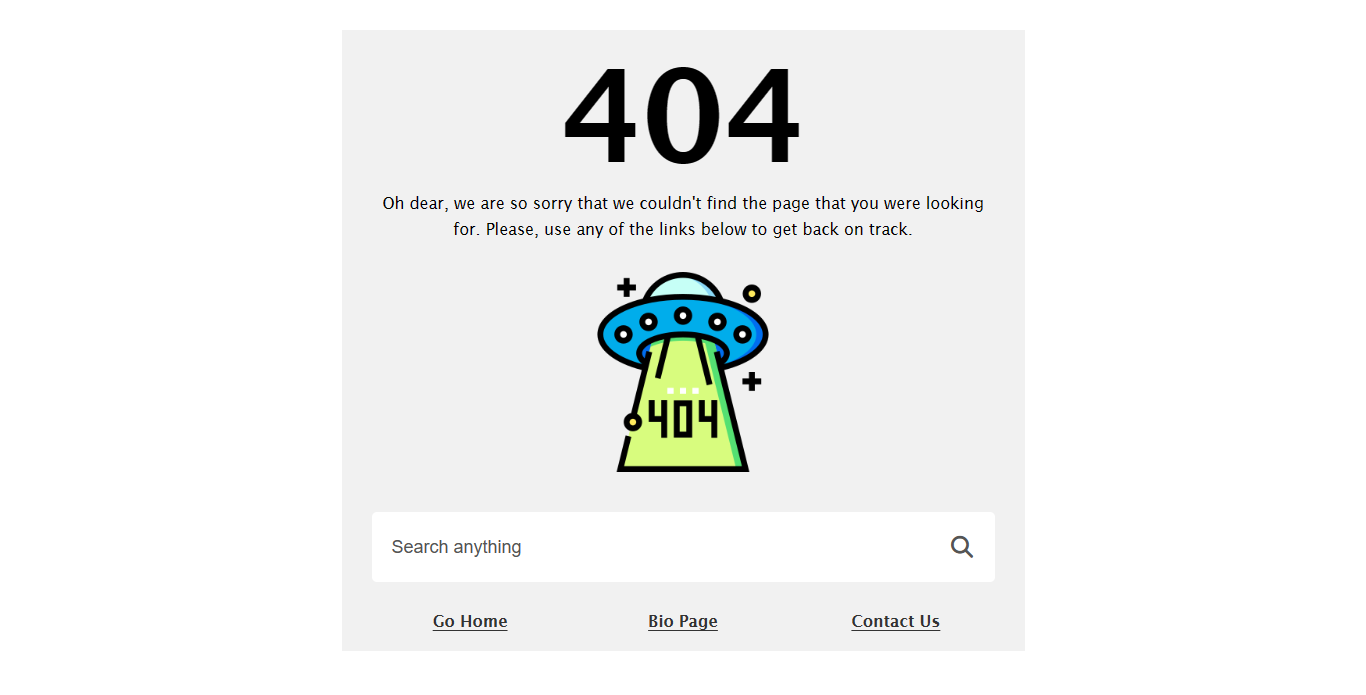 404
Oh dear, we are so sorry that we couldn't find the page that you were looking
for. Please, use any of the links below to get back on track.
404
Search anything
Go Home
Bio Page
Contact Us